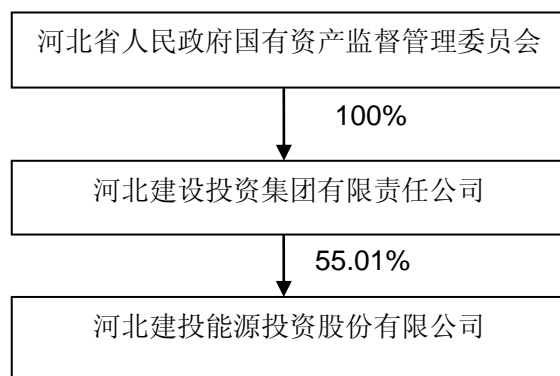 河北省人民政府国有资产监督管理委员会
100%
河北建设投资集团有限责任公司
55.01%
河北建投能源投资股份有限公司